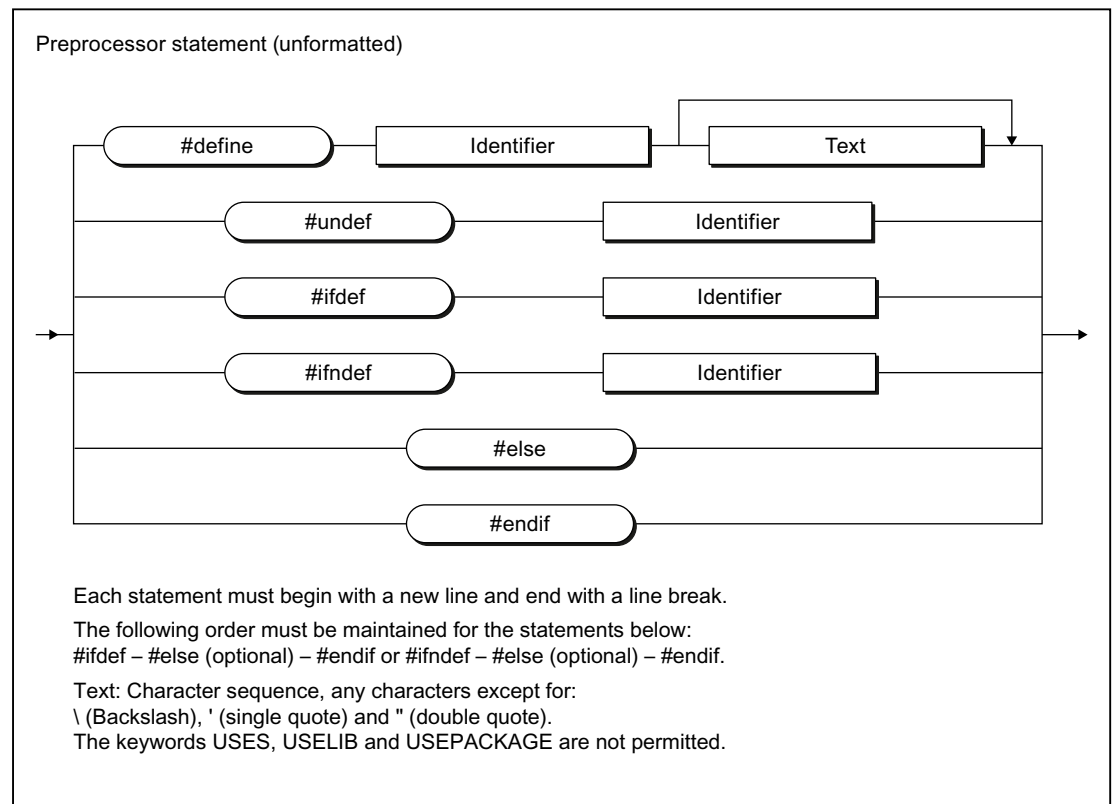 Preprocessor statement (unformatted)
#define Identifier Text
#undef Identifier
#ifdef Identifier
#ifndef Identifier
#else
#endif
Each statement must begin with a new line and end with a line break.
The following order must be maintained for the statements below:
#ifdef – #else (optional) – #endif or #ifndef – #else (optional) – #endif.
Text: Character sequence, any characters except for:
\ (Backslash), ' (single quote) and " (double quote).
The keywords USES, USELIB and USEPACKAGE are not permitted.